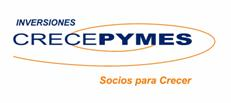 INVERSIONES
CRECEPYMES
Socios para Crecer